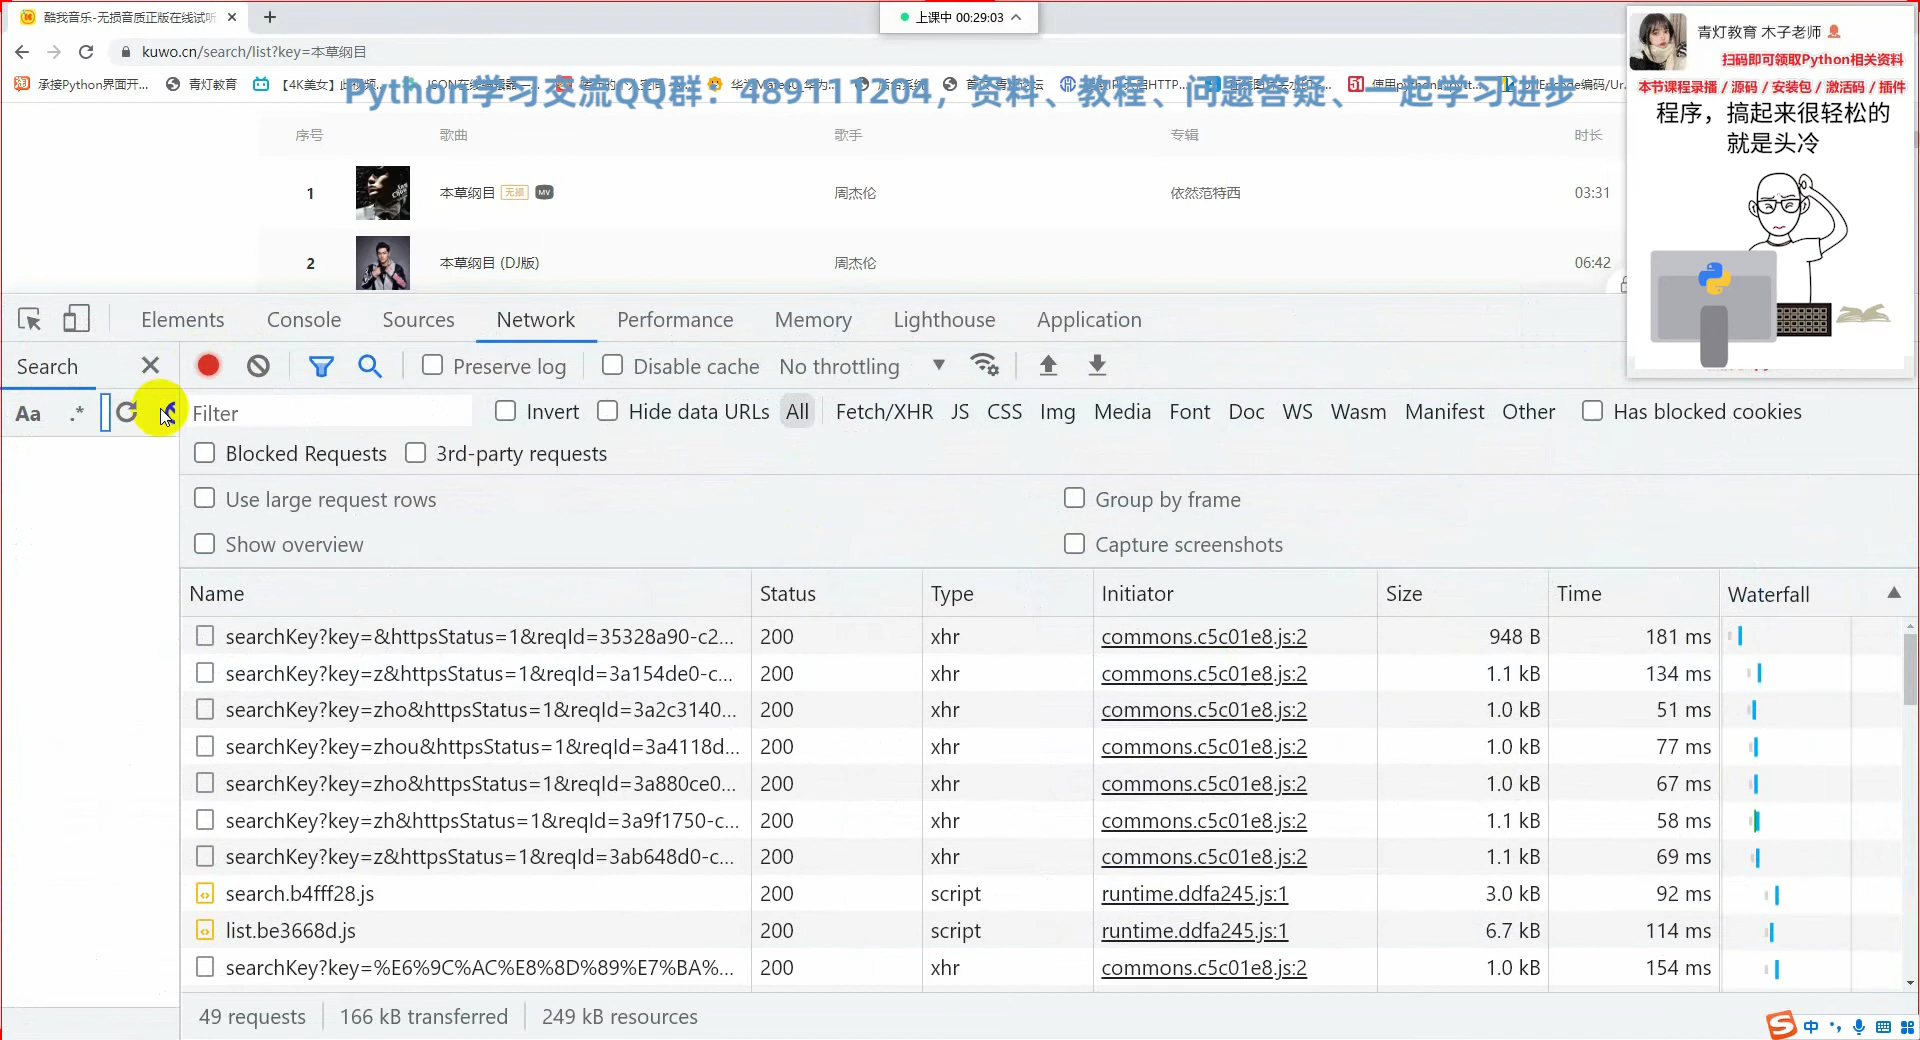 酷我音乐-无损音质正版在线试听
上课中 00:29:03
kuwo.cn/search/list?key=本草纲目
承接Python界面开...
青灯教育
【4K美女】
Python学习交流QQ群：489111204，资料、教程、问题答疑、一起学习进步
青灯教育 木子老师
扫码即可领取Python相关资料
本节课程录播 / 源码 / 安装包 / 激活码 / 插件
程序，搞起来很轻松的
就是头冷
序号 歌曲 歌手 专辑 时长
1 本草纲目 无损 MV 周杰伦 依然范特西 03:31
2 本草纲目 (DJ版) 周杰伦 06:42
Elements Console Sources Network Performance Memory Lighthouse Application
Search Preserve log Disable cache No throttling
Aa .* Filter Invert Hide data URLs All Fetch/XHR JS CSS Img Media Font Doc WS Wasm Manifest Other Has blocked cookies
Blocked Requests 3rd-party requests
Use large request rows Group by frame
Show overview Capture screenshots
Name Status Type Initiator Size Time Waterfall
searchKey?key=&httpsStatus=1&reqId=35328a90-c2... 200 xhr commons.c5c01e8.js:2 948 B 181 ms
searchKey?key=z&httpsStatus=1&reqId=3a154de0-c... 200 xhr commons.c5c01e8.js:2 1.1 kB 134 ms
searchKey?key=zho&httpsStatus=1&reqId=3a2c3140... 200 xhr commons.c5c01e8.js:2 1.0 kB 51 ms
searchKey?key=zhou&httpsStatus=1&reqId=3a4118d... 200 xhr commons.c5c01e8.js:2 1.0 kB 77 ms
searchKey?key=zho&httpsStatus=1&reqId=3a880ce0... 200 xhr commons.c5c01e8.js:2 1.0 kB 67 ms
searchKey?key=zh&httpsStatus=1&reqId=3a9f1750-c... 200 xhr commons.c5c01e8.js:2 1.1 kB 58 ms
searchKey?key=z&httpsStatus=1&reqId=3ab648d0-c... 200 xhr commons.c5c01e8.js:2 1.1 kB 69 ms
search.b4fff28.js 200 script runtime.ddfa245.js:1 3.0 kB 92 ms
list.be3668d.js 200 script runtime.ddfa245.js:1 6.7 kB 114 ms
searchKey?key=%E6%9C%AC%E8%8D%89%E7%BA%... 200 xhr commons.c5c01e8.js:2 1.0 kB 154 ms
49 requests 166 kB transferred 249 kB resources
中